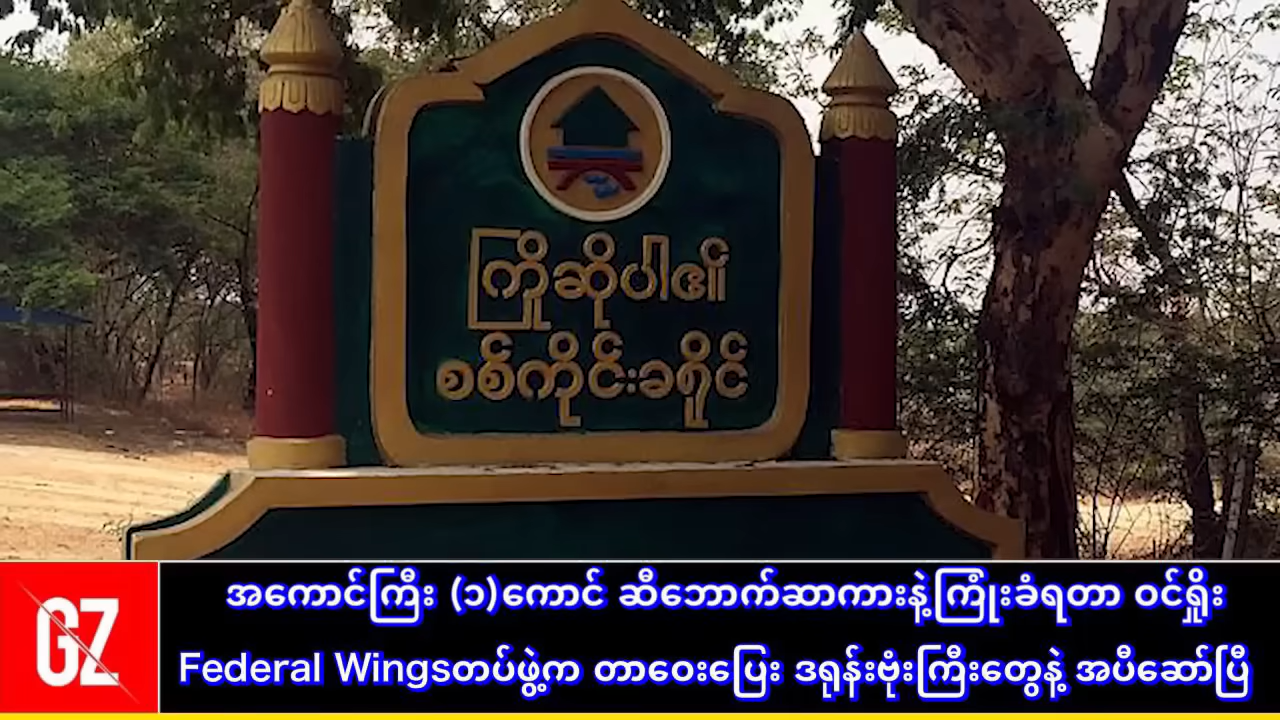 ကြိုဆိုပါ၏
စစ်ကိုင်းခရိုင်
GZ
အကောင်ကြီး (၁)ကောင် ဆီဘောက်ဆာကားနဲ့ကြုံးခံရတာ ဝင်ရှိုး
Federal Wingsတပ်ဖွဲ့က တာဝေးပြေး ဒရုန်းဗုံးကြီးတွေနဲ့ အပီဆော်ပြီ